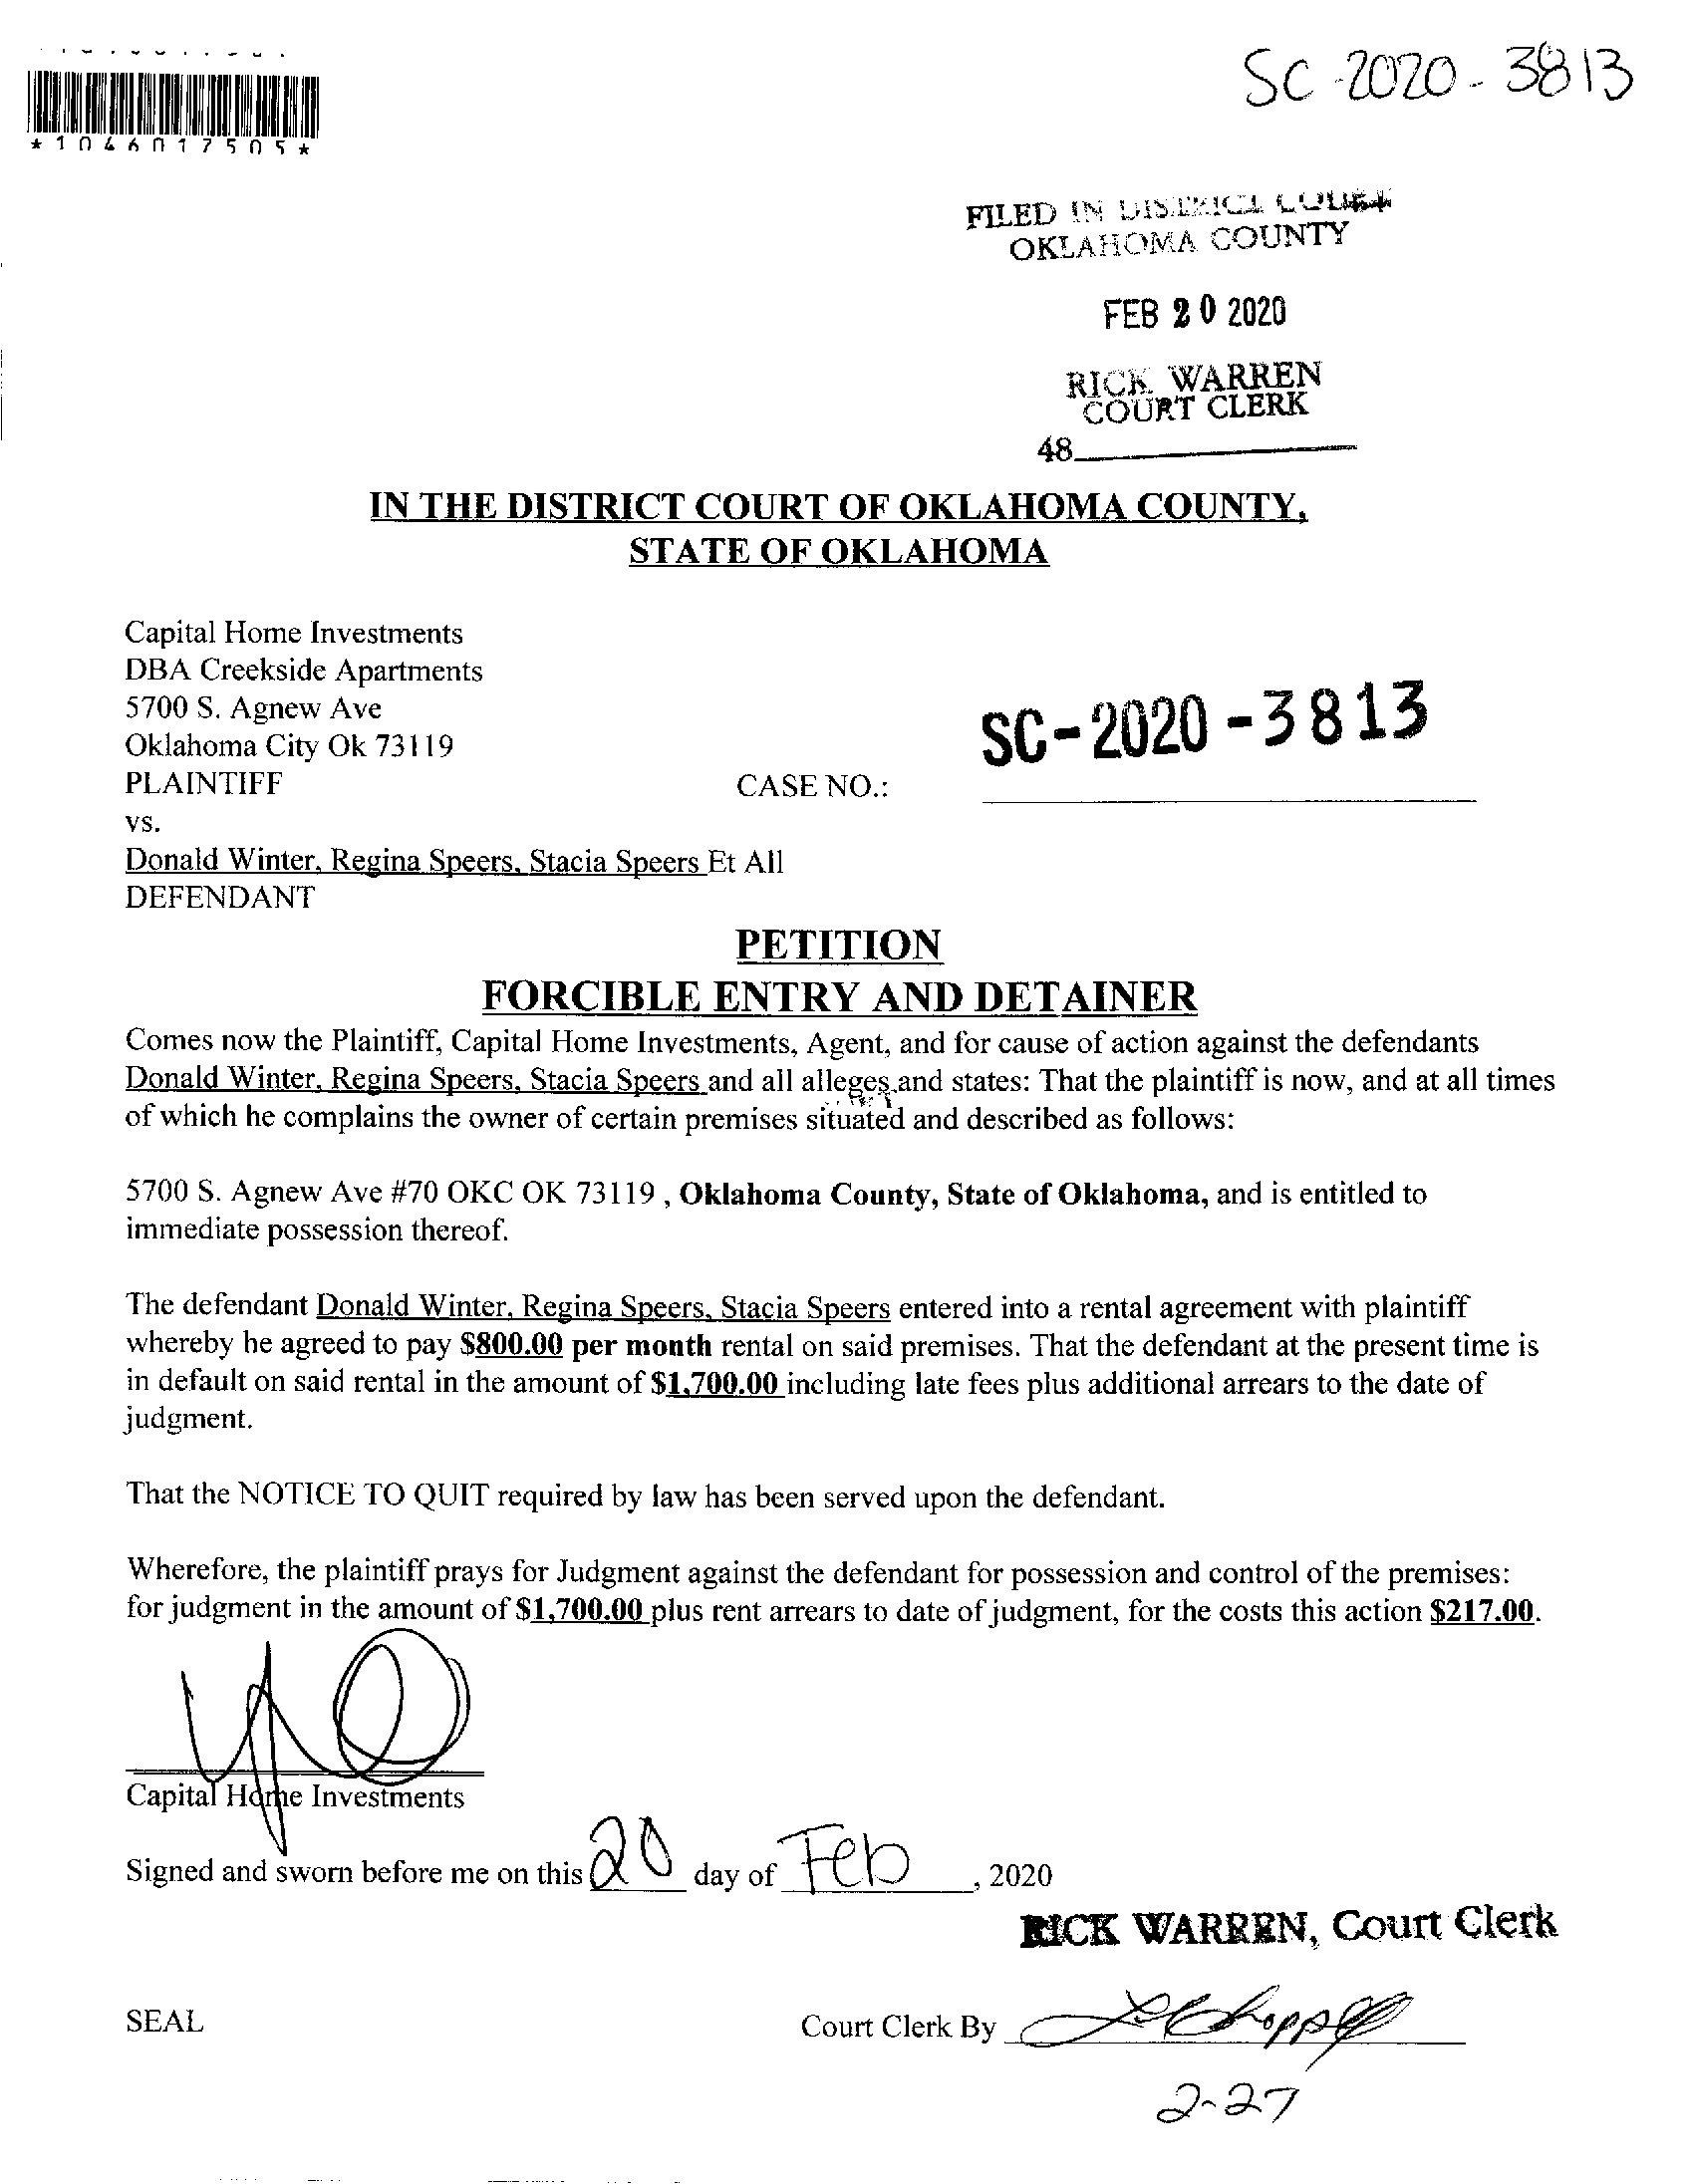 SC-2020-3813
*1046017505*
FILED IN DISTRICT COURT
OKLAHOMA COUNTY
FEB 20 2020
RICK WARREN
COURT CLERK
48
IN THE DISTRICT COURT OF OKLAHOMA COUNTY,
STATE OF OKLAHOMA
Capital Home Investments
DBA Creekside Apartments
5700 S. Agnew Ave
Oklahoma City Ok 73119
SC-2020-3813
PLAINTIFF CASE NO.:
vs.
Donald Winter, Regina Speers, Stacia Speers Et All
DEFENDANT
PETITION
FORCIBLE ENTRY AND DETAINER
Comes now the Plaintiff, Capital Home Investments, Agent, and for cause of action against the defendants
Donald Winter, Regina Speers, Stacia Speers and all alleges and states: That the plaintiff is now, and at all times
of which he complains the owner of certain premises situated and described as follows:
5700 S. Agnew Ave #70 OKC OK 73119 , Oklahoma County, State of Oklahoma, and is entitled to
immediate possession thereof.
The defendant Donald Winter, Regina Speers, Stacia Speers entered into a rental agreement with plaintiff
whereby he agreed to pay $800.00 per month rental on said premises. That the defendant at the present time is
in default on said rental in the amount of $1,700.00 including late fees plus additional arrears to the date of
judgment.
That the NOTICE TO QUIT required by law has been served upon the defendant.
Wherefore, the plaintiff prays for Judgment against the defendant for possession and control of the premises:
for judgment in the amount of $1,700.00 plus rent arrears to date of judgment, for the costs this action $217.00.
Capital Home Investments
Signed and sworn before me on this 20 day of Feb, 2020
RICK WARREN, Court Clerk
SEAL Court Clerk By
2-27